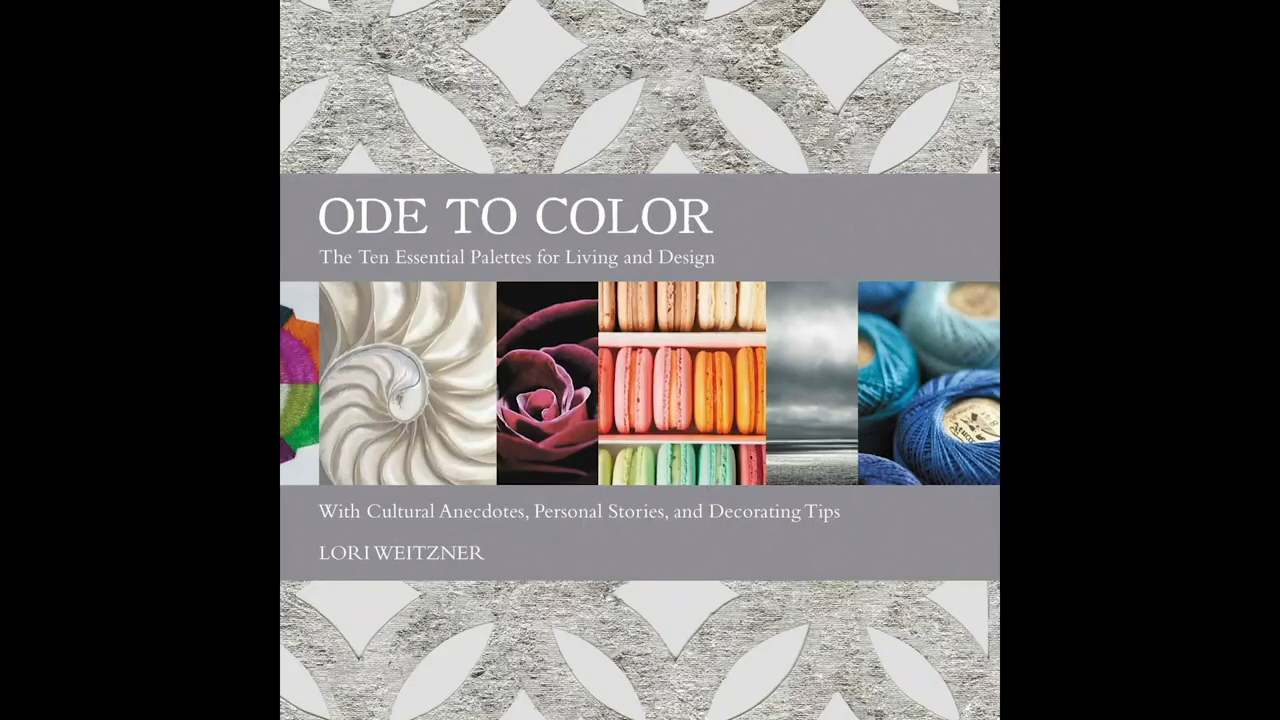 ODE TO COLOR
The Ten Essential Palettes for Living and Design
With Cultural Anecdotes, Personal Stories, and Decorating Tips
LORI WEITZNER